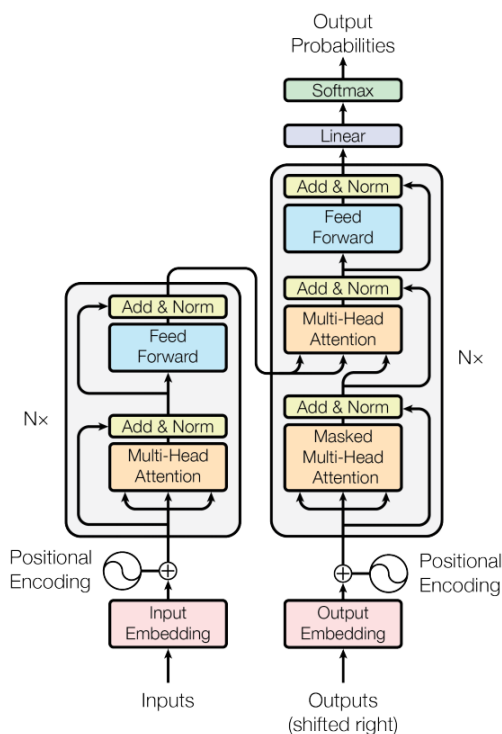 Output
Probabilities
Softmax
Linear
Add & Norm
Feed
Forward
Add & Norm
Multi-Head
Attention
Add & Norm
Masked
Multi-Head
Attention
Nx
Add & Norm
Feed
Forward
Add & Norm
Multi-Head
Attention
Nx
Positional
Encoding
Positional
Encoding
Input
Embedding
Output
Embedding
Inputs
Outputs
(shifted right)